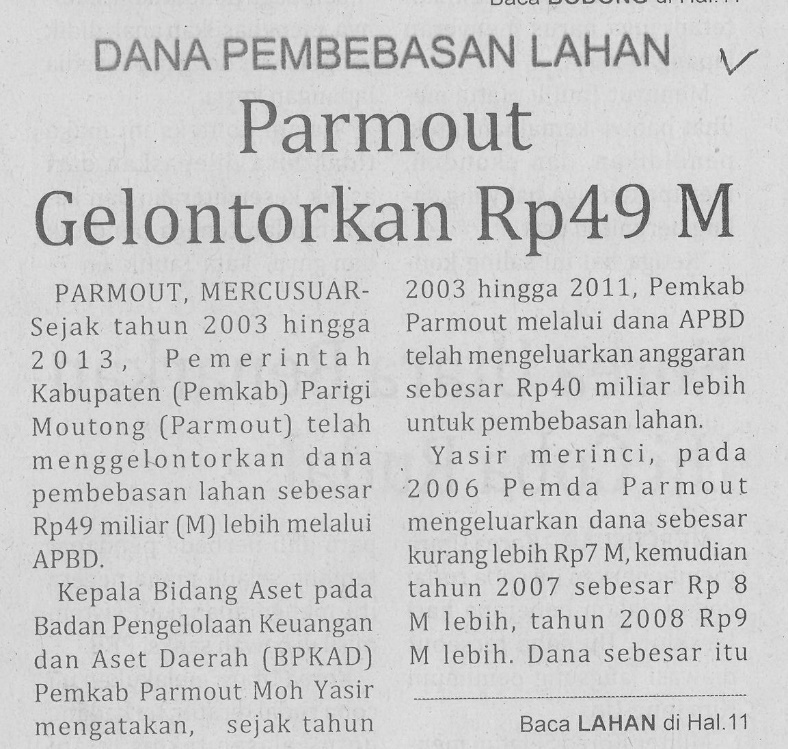 Baca BODONG di Hal.11
DANA PEMBEBASAN LAHAN
Parmout
Gelontorkan Rp49 M
PARMOUT, MERCUSUAR-
Sejak tahun 2003 hingga
2013, Pemerintah
Kabupaten (Pemkab) Parigi
Moutong (Parmout) telah
menggelontorkan dana
pembebasan lahan sebesar
Rp49 miliar (M) lebih melalui
APBD.
Kepala Bidang Aset pada
Badan Pengelolaan Keuangan
dan Aset Daerah (BPKAD)
Pemkab Parmout Moh Yasir
mengatakan, sejak tahun
2003 hingga 2011, Pemkab
Parmout melalui dana APBD
telah mengeluarkan anggaran
sebesar Rp40 miliar lebih
untuk pembebasan lahan.
Yasir merinci, pada
2006 Pemda Parmout
mengeluarkan dana sebesar
kurang lebih Rp7 M, kemudian
tahun 2007 sebesar Rp 8
M lebih, tahun 2008 Rp9
M lebih. Dana sebesar itu
Baca LAHAN di Hal.11